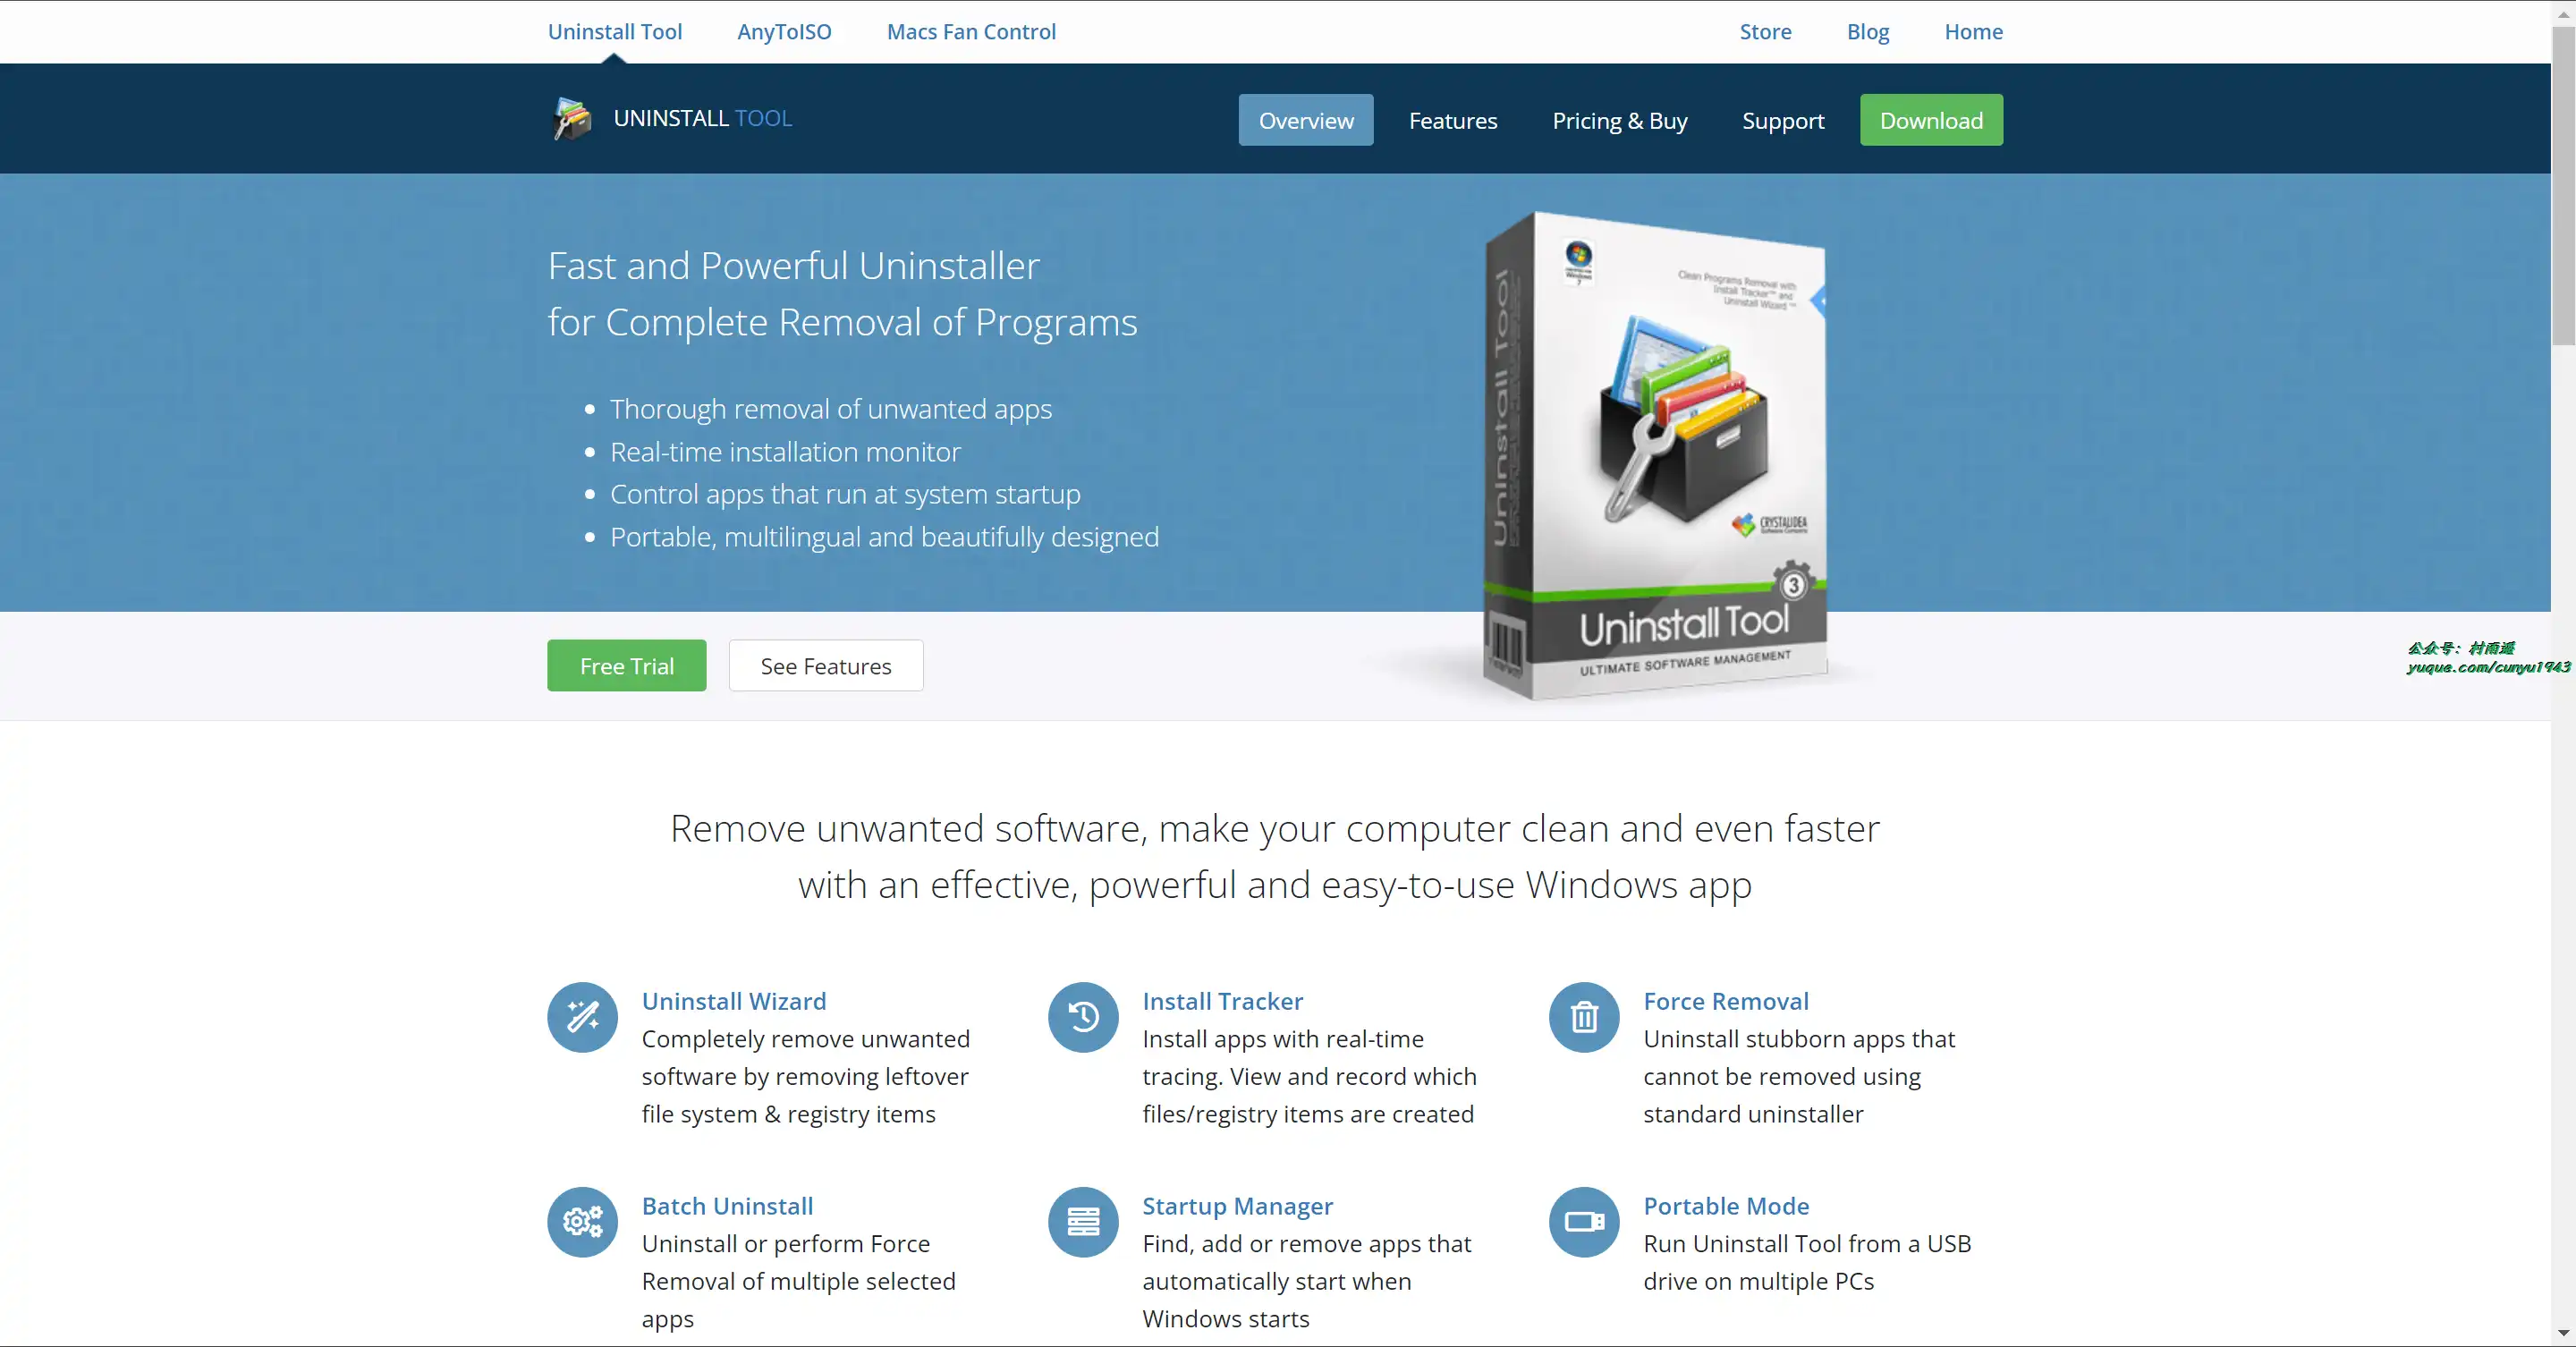 Uninstall Tool
AnyToISO
Macs Fan Control
Store
Blog
Home
UNINSTALL TOOL
Overview
Features
Pricing & Buy
Support
Download
Fast and Powerful Uninstaller
for Complete Removal of Programs
Thorough removal of unwanted apps
Real-time installation monitor
Control apps that run at system startup
Portable, multilingual and beautifully designed
Clean Programs Removal with
Install Tracker™ and
Uninstall Wizard ™
Uninstall Tool
CRYSTALIDEA
3
Uninstall Tool
ULTIMATE SOFTWARE MANAGEMENT
Free Trial
See Features
公众号：村雨遥
yuque.com/cunyu1943
Remove unwanted software, make your computer clean and even faster
with an effective, powerful and easy-to-use Windows app
Uninstall Wizard
Completely remove unwanted
software by removing leftover
file system & registry items
Install Tracker
Install apps with real-time
tracing. View and record which
files/registry items are created
Force Removal
Uninstall stubborn apps that
cannot be removed using
standard uninstaller
Batch Uninstall
Uninstall or perform Force
Removal of multiple selected
apps
Startup Manager
Find, add or remove apps that
automatically start when
Windows starts
Portable Mode
Run Uninstall Tool from a USB
drive on multiple PCs